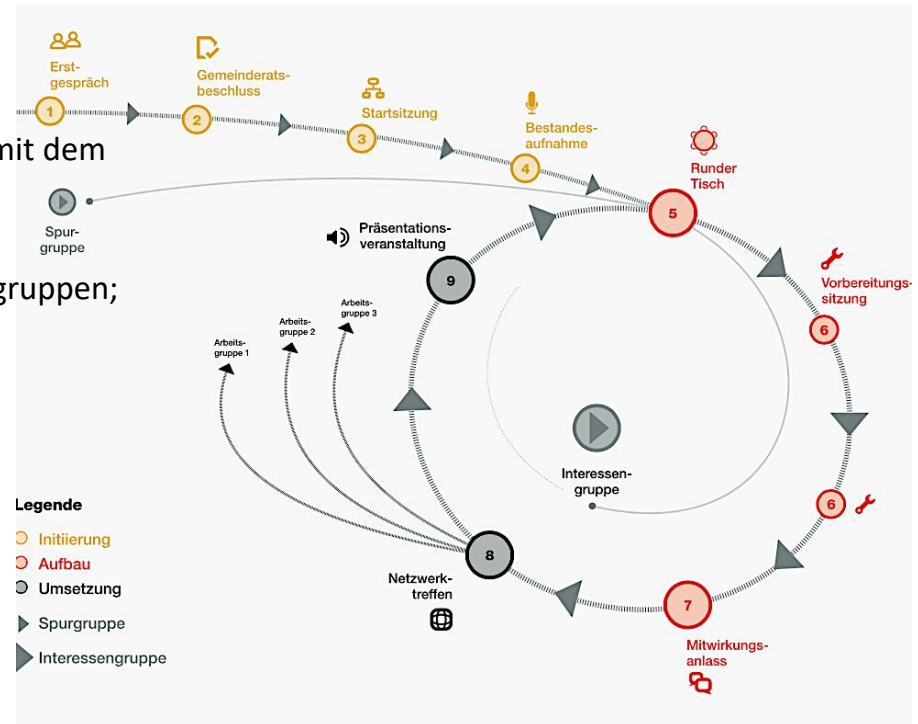 Erst-
gespräch
1
Gemeinderats-
beschluss
2
Startsitzung
3
Bestandes-
aufnahme
4
mit dem
Runder
Tisch
5
Spur-
gruppe
Präsentations-
veranstaltung
9
gruppen;
Vorbereitungs-
sitzung
6
Arbeits-
gruppe 1
Arbeits-
gruppe 2
Arbeits-
gruppe 3
Interessen-
gruppe
6
Legende
Initiierung
Aufbau
Umsetzung
Spurgruppe
Interessengruppe
8
Netzwerk-
treffen
7
Mitwirkungs-
anlass